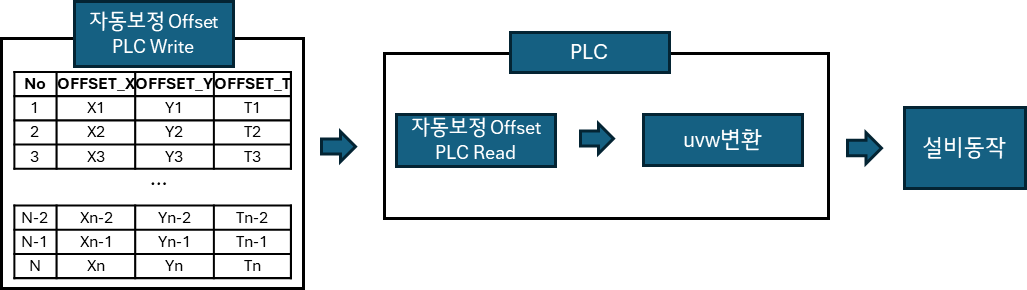 자동보정 Offset
PLC Write
No OFFSET_X OFFSET_Y OFFSET_T
1 X1 Y1 T1
2 X2 Y2 T2
3 X3 Y3 T3
...
N-2 Xn-2 Yn-2 Tn-2
N-1 Xn-1 Yn-1 Tn-1
N Xn Yn Tn
PLC
자동보정 Offset
PLC Read
uvw변환
설비동작